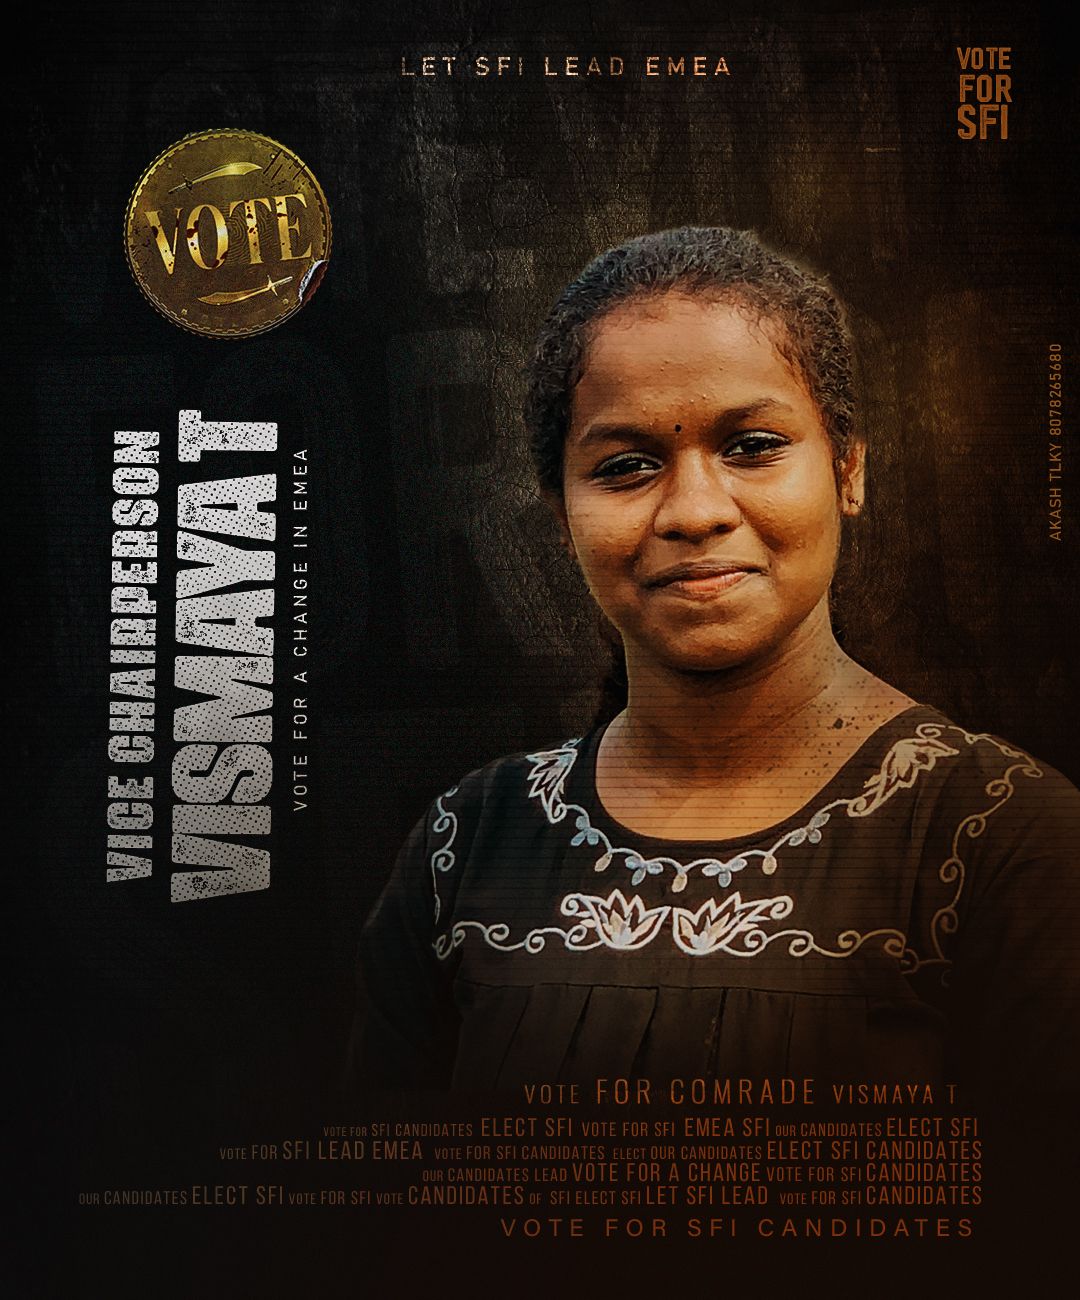 LET SFI LEAD EMEA
VOTE
FOR
SFI
VOTE
VICE CHAIRPERSON
VISMAYA T
VOTE FOR A CHANGE IN EMEA
AKASH TLKY 8078265680
VOTE FOR COMRADE VISMAYA T
VOTE FOR SFI CANDIDATES ELECT SFI VOTE FOR SFI EMEA SFI OUR CANDIDATES ELECT SFI
VOTE FOR SFI LEAD EMEA VOTE FOR SFI CANDIDATES ELECT OUR CANDIDATES ELECT SFI CANDIDATES
OUR CANDIDATES LEAD VOTE FOR A CHANGE VOTE FOR SFI CANDIDATES
OUR CANDIDATES ELECT SFI VOTE FOR SFI VOTE CANDIDATES OF SFI ELECT SFI LET SFI LEAD VOTE FOR SFI CANDIDATES
VOTE FOR SFI CANDIDATES